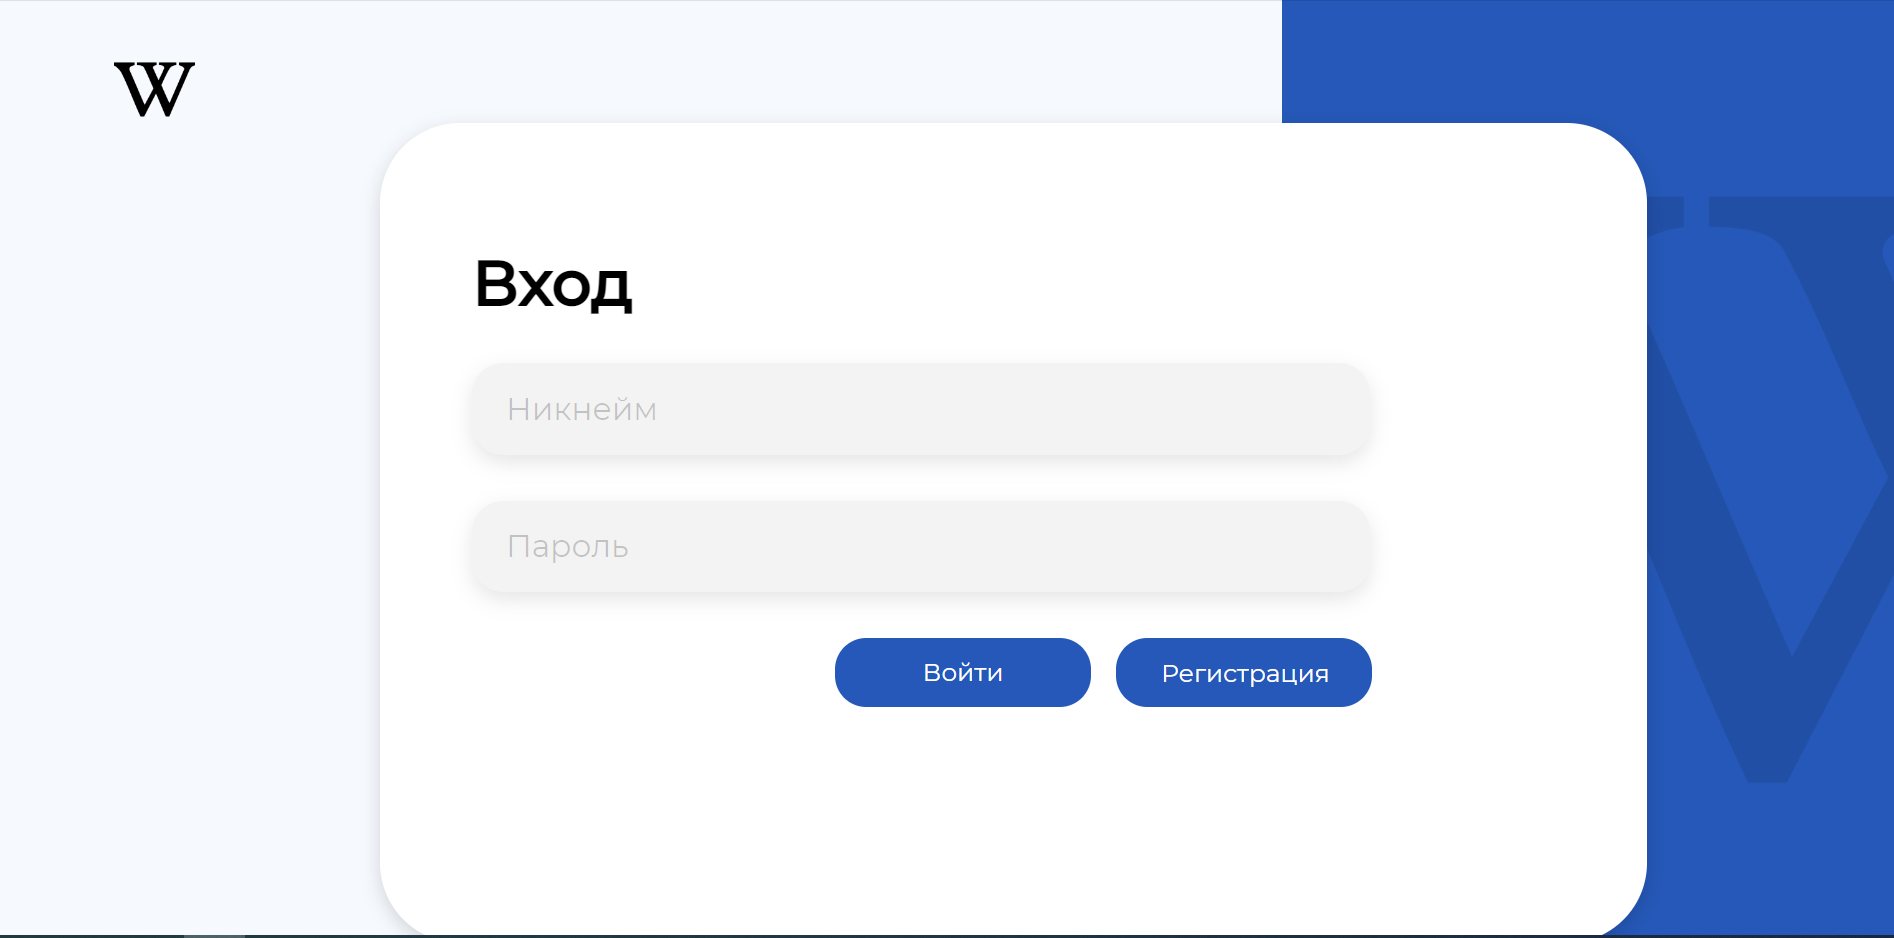 W
Вход
Никнейм
Пароль
Войти
Регистрация
W